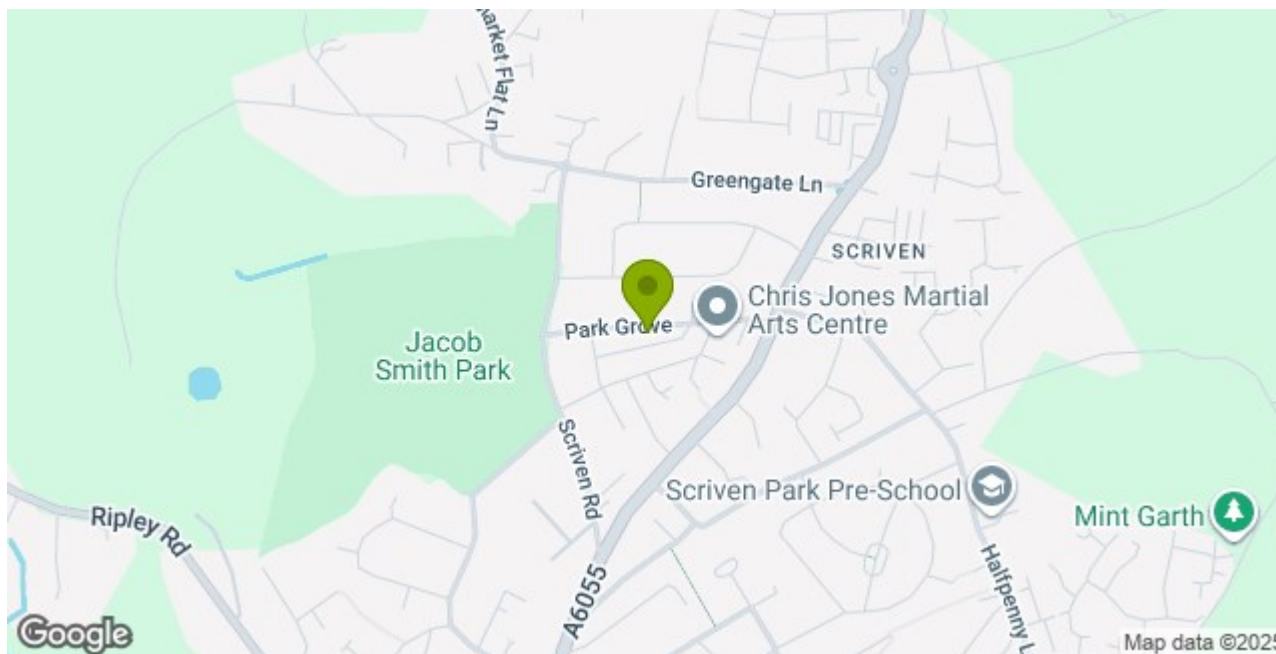 Market Flat Ln
Greengate Ln
SCRIVEN
Chris Jones Martial
Arts Centre
Park Grove
Jacob
Smith Park
Scriven Rd
Scriven Park Pre-School
Mint Garth
Ripley Rd
Halfpenny L
A6055
Google
Map data ©2025